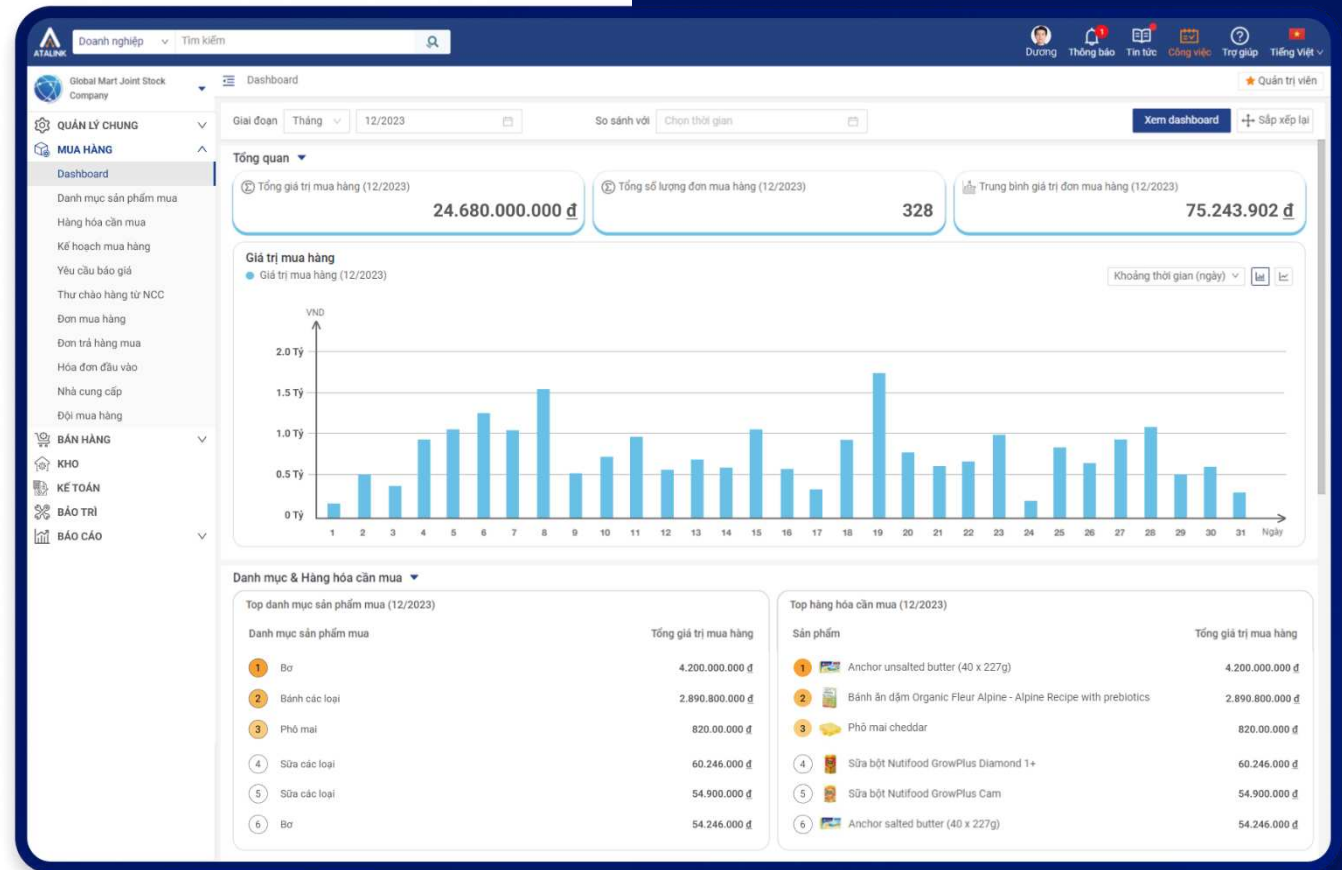 ATALINK
Doanh nghiệp
Tìm kiếm
Dương
Thông báo
1
Tin tức
Công việc
Trợ giúp
Tiếng Việt
Global Mart Joint Stock
Company
Dashboard
Quản trị viên
QUẢN LÝ CHUNG
MUA HÀNG
Dashboard
Danh mục sản phẩm mua
Hàng hóa cần mua
Kế hoạch mua hàng
Yêu cầu báo giá
Thư chào hàng từ NCC
Đơn mua hàng
Đơn trả hàng mua
Hóa đơn đầu vào
Nhà cung cấp
Đội mua hàng
BÁN HÀNG
KHO
KẾ TOÁN
BẢO TRÌ
BÁO CÁO
Giai đoạn Tháng 12/2023 So sánh với Chọn thời gian Xem dashboard Sắp xếp lại
Tổng quan
Tổng giá trị mua hàng (12/2023)
24.680.000.000 đ
Tổng số lượng đơn mua hàng (12/2023)
328
Trung bình giá trị đơn mua hàng (12/2023)
75.243.902 đ
Giá trị mua hàng
Giá trị mua hàng (12/2023)
Khoảng thời gian (ngày)
VND
2.0 Tỷ
1.5 Tỷ
1.0 Tỷ
0.5 Tỷ
0 Tỷ
1 2 3 4 5 6 7 8 9 10 11 12 13 14 15 16 17 18 19 20 21 22 23 24 25 26 27 28 29 30 31 Ngày
Danh mục & Hàng hóa cần mua
Top danh mục sản phẩm mua (12/2023)
Danh mục sản phẩm mua Tổng giá trị mua hàng
1 Bơ 4.200.000.000 đ
2 Bánh các loại 2.890.800.000 đ
3 Phô mai 820.00.000 đ
4 Sữa các loại 60.246.000 đ
5 Sữa các loại 54.900.000 đ
6 Bơ 54.246.000 đ
Top hàng hóa cần mua (12/2023)
Sản phẩm Tổng giá trị mua hàng
1 Anchor unsalted butter (40 x 227g) 4.200.000.000 đ
2 Bánh ăn dặm Organic Fleur Alpine - Alpine Recipe with prebiotics 2.890.800.000 đ
3 Phô mai cheddar 820.00.000 đ
4 Sữa bột Nutifood GrowPlus Diamond 1+ 60.246.000 đ
5 Sữa bột Nutifood GrowPlus Cam 54.900.000 đ
6 Anchor salted butter (40 x 227g) 54.246.000 đ